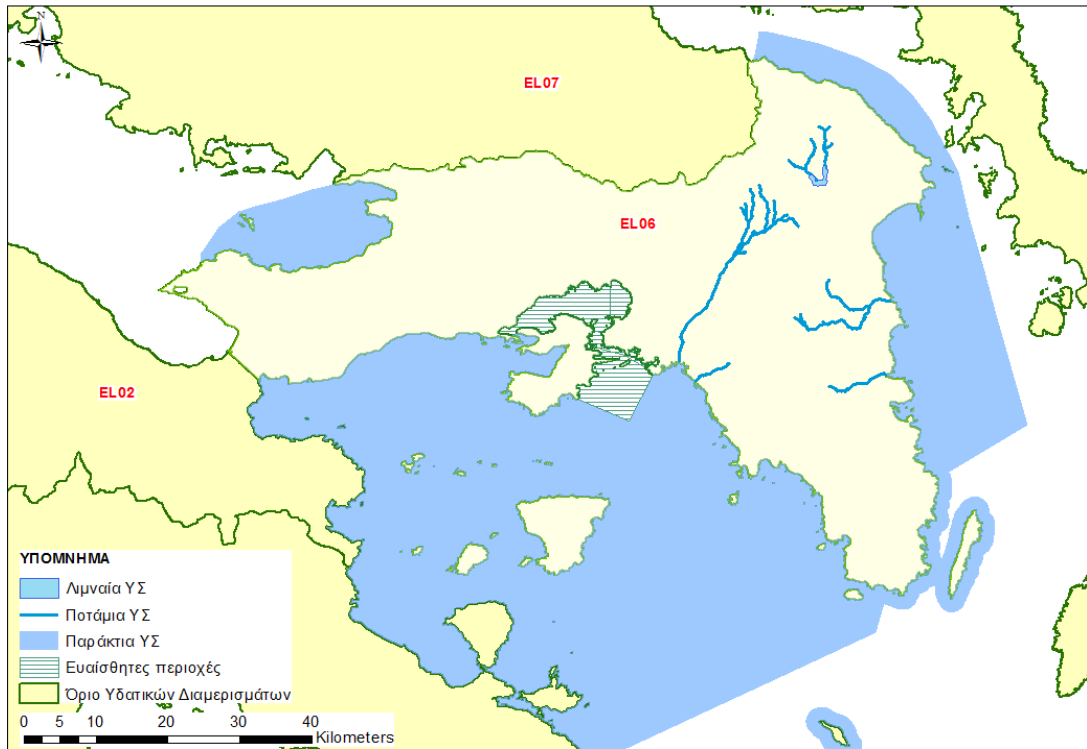 N
EL07
EL06
EL02
ΥΠΟΜΝΗΜΑ
Λιμναία ΥΣ
Ποτάμια ΥΣ
Παράκτια ΥΣ
Ευαίσθητες περιοχές
Όριο Υδατικών Διαμερισμάτων
0 5 10 20 30 40
Kilometers